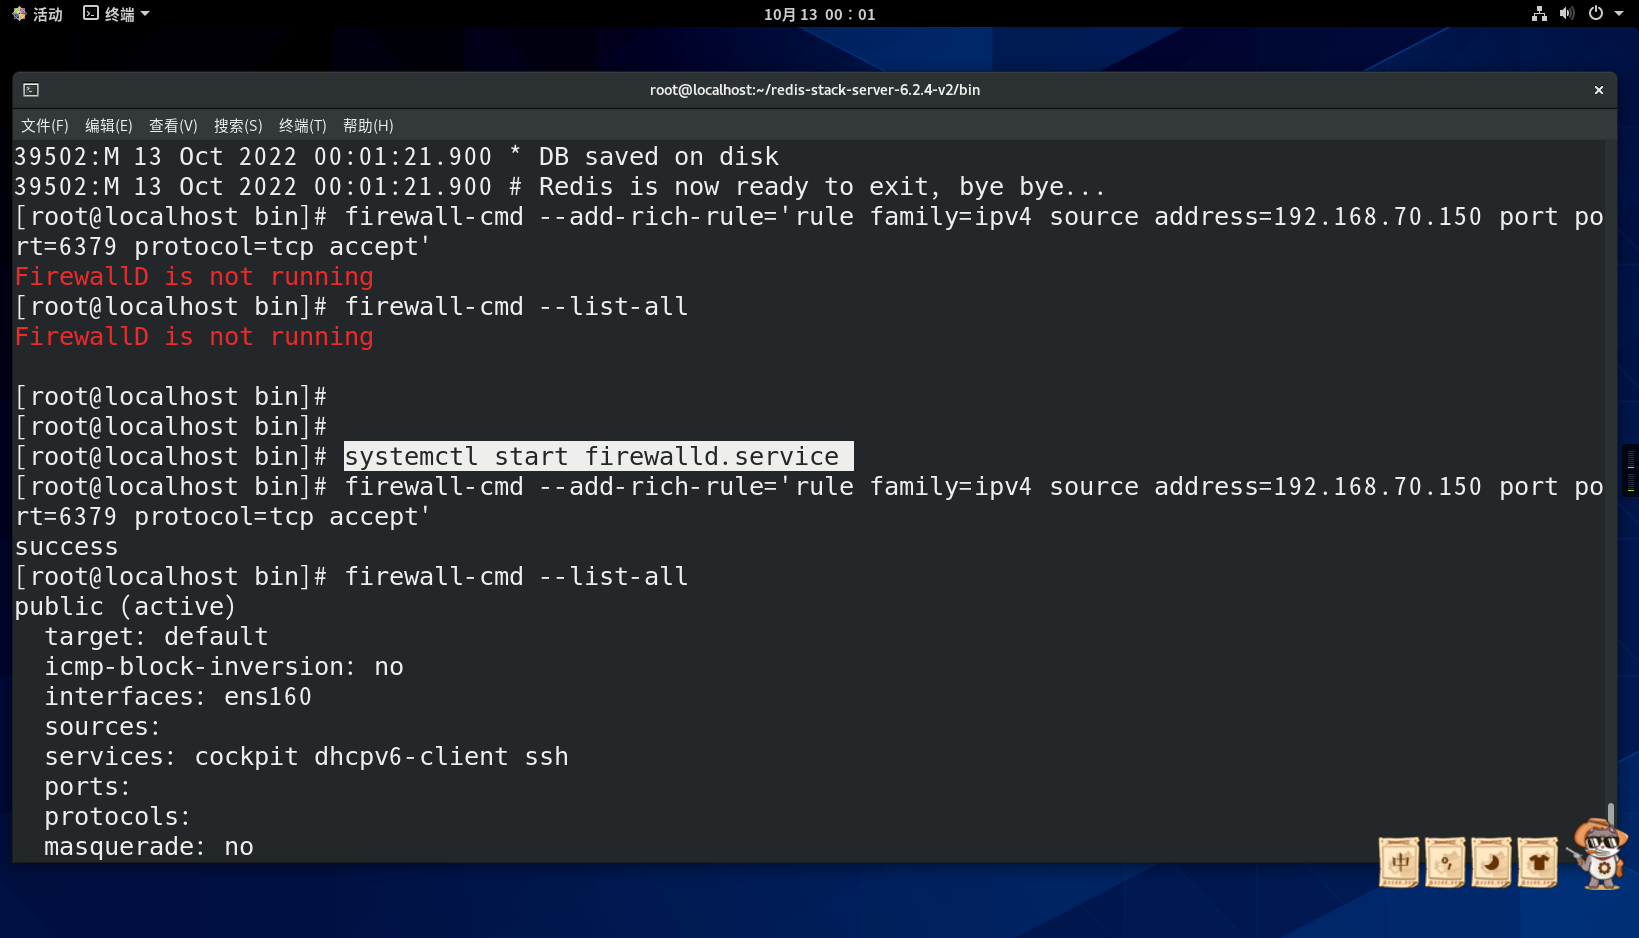 活动 终端 10月 13 00：01
root@localhost:~/redis-stack-server-6.2.4-v2/bin ×
文件(F) 编辑(E) 查看(V) 搜索(S) 终端(T) 帮助(H)
39502:M 13 Oct 2022 00:01:21.900 * DB saved on disk
39502:M 13 Oct 2022 00:01:21.900 # Redis is now ready to exit, bye bye...
[root@localhost bin]# firewall-cmd --add-rich-rule='rule family=ipv4 source address=192.168.70.150 port po
rt=6379 protocol=tcp accept'
FirewallD is not running
[root@localhost bin]# firewall-cmd --list-all
FirewallD is not running
[root@localhost bin]#
[root@localhost bin]#
[root@localhost bin]# systemctl start firewalld.service
[root@localhost bin]# firewall-cmd --add-rich-rule='rule family=ipv4 source address=192.168.70.150 port po
rt=6379 protocol=tcp accept'
success
[root@localhost bin]# firewall-cmd --list-all
public (active)
  target: default
  icmp-block-inversion: no
  interfaces: ens160
  sources:
  services: cockpit dhcpv6-client ssh
  ports:
  protocols:
  masquerade: no
中